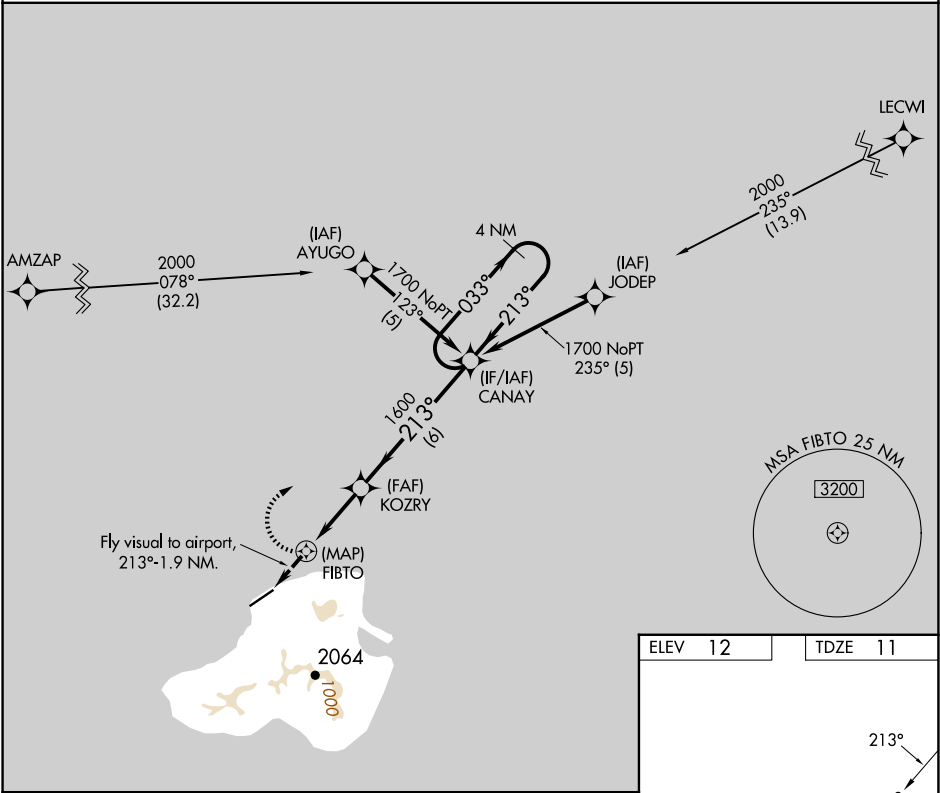 LECWI
2000
235°
(13.9)
4 NM
(IAF)
AYUGO
AMZAP
2000
078°
(32.2)
(IAF)
JODEP
1700 NoPT
123°
(5)
033°
213°
1700 NoPT
235° (5)
(IF/IAF)
CANAY
1600
213°
(6)
MSA FIBTO 25 NM
3200
(FAF)
KOZRY
Fly visual to airport,
213°-1.9 NM.
(MAP)
FIBTO
2064
1000
ELEV 12
TDZE 11
213°